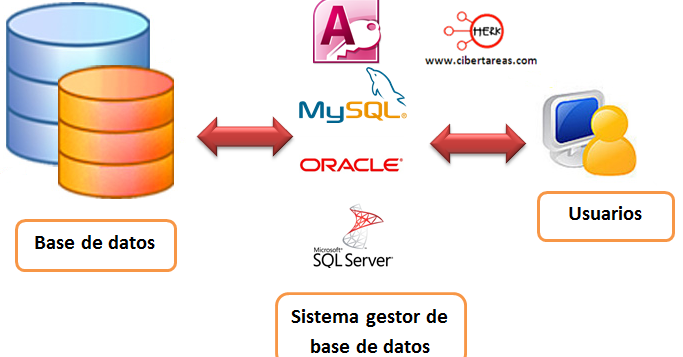 A
HERK
www.cibertareas.com
MySQL®
ORACLE®
Microsoft®
SQL Server®
Base de datos
Usuarios
Sistema gestor de
base de datos